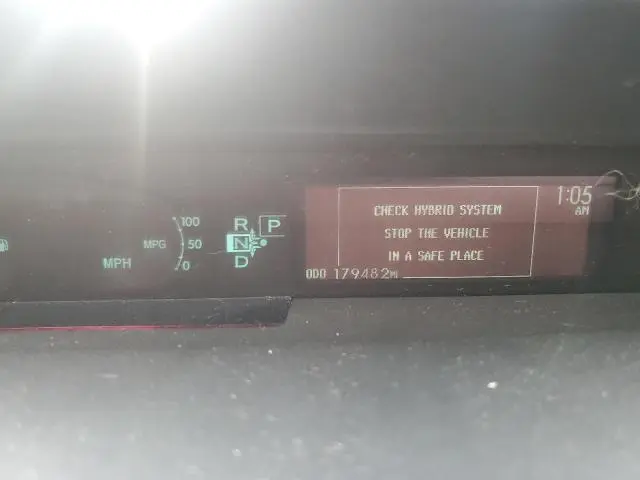 100
R P
MPG 50 N
MPH 0 D
CHECK HYBRID SYSTEM
STOP THE VEHICLE
IN A SAFE PLACE
1:05
AM
ODO 179482MI